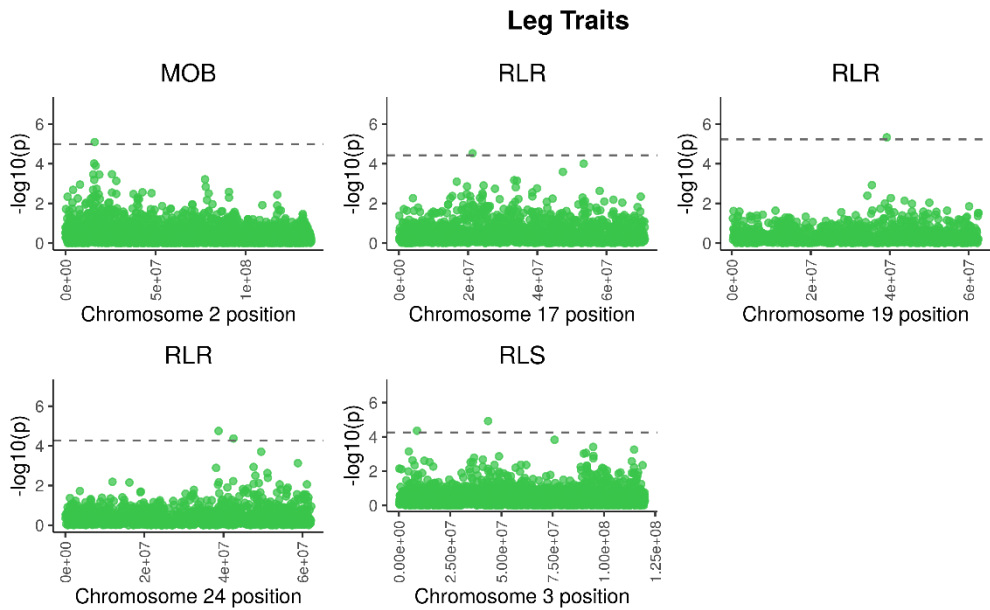 Leg Traits
MOB
RLR
RLR
-log10(p)
6
4
2
0
0e+00
5e+07
1e+08
Chromosome 2 position
-log10(p)
6
4
2
0
0e+00
2e+07
4e+07
6e+07
Chromosome 17 position
-log10(p)
6
4
2
0
0e+00
2e+07
4e+07
6e+07
Chromosome 19 position
RLR
RLS
-log10(p)
6
4
2
0
0e+00
2e+07
4e+07
6e+07
Chromosome 24 position
-log10(p)
6
4
2
0
0.00e+00
2.50e+07
5.00e+07
7.50e+07
1.00e+08
1.25e+08
Chromosome 3 position